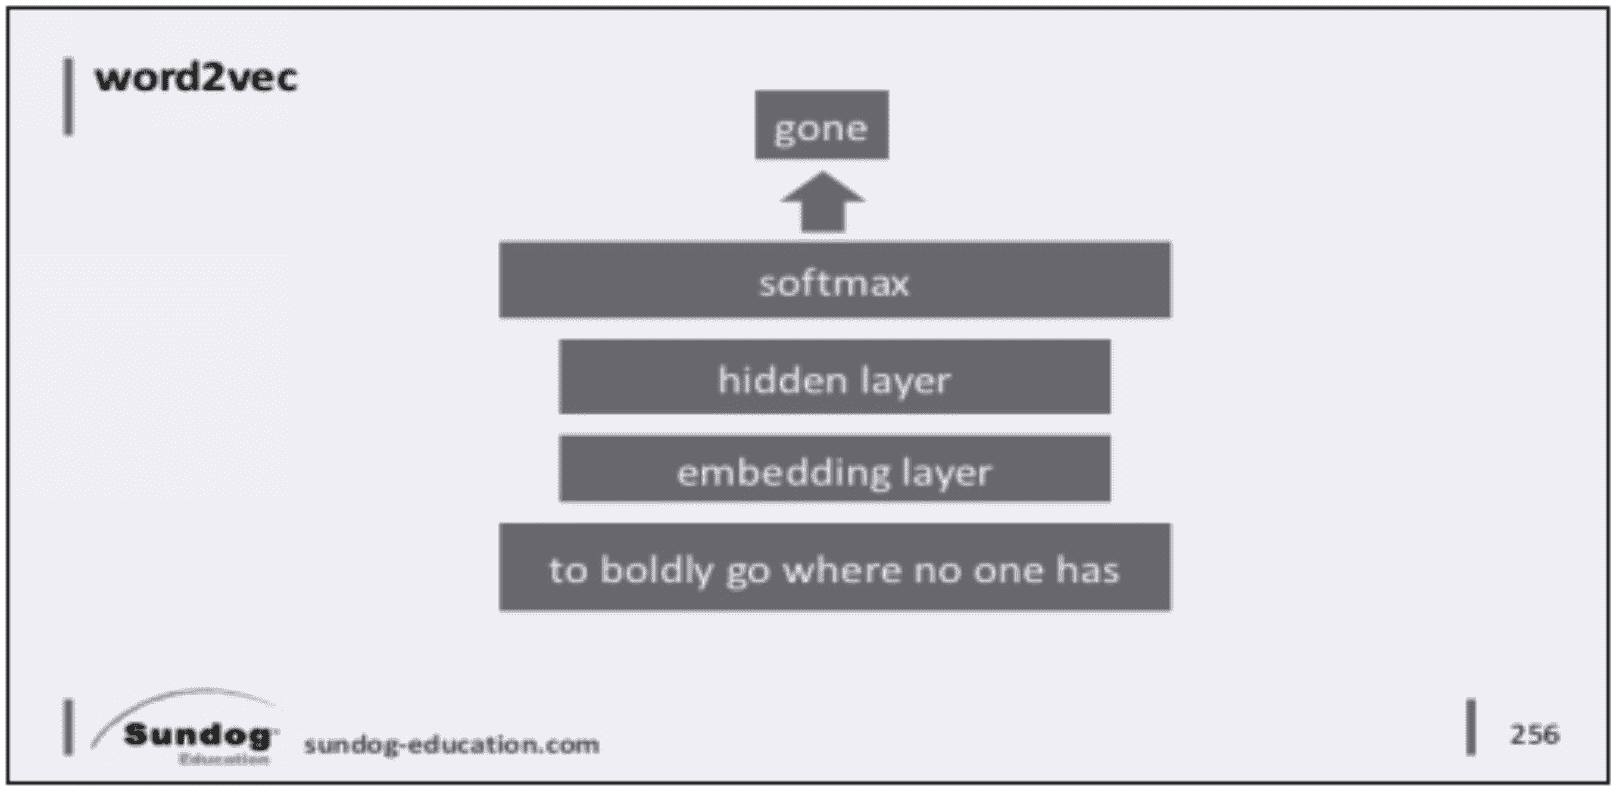 word2vec
gone
softmax
hidden layer
embedding layer
to boldly go where no one has
Sundog
Education
sundog-education.com
256